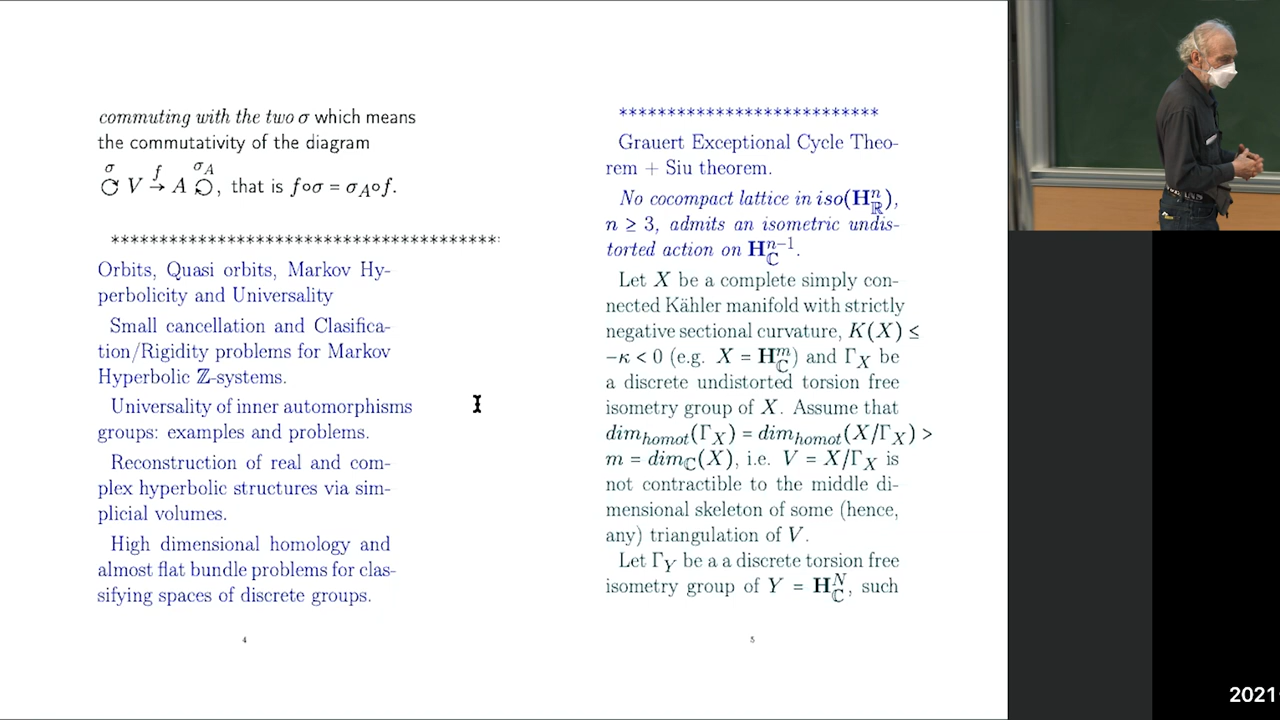 commuting with the two σ which means
the commutativity of the diagram
σ f σ_A
↻ V → A ↻, that is f∘σ = σ_A∘f.
****************************************:
Orbits, Quasi orbits, Markov Hy-
perbolicity and Universality
Small cancellation and Clasifica-
tion/Rigidity problems for Markov
Hyperbolic ℤ-systems.
Universality of inner automorphisms
groups: examples and problems.
Reconstruction of real and com-
plex hyperbolic structures via sim-
plicial volumes.
High dimensional homology and
almost flat bundle problems for clas-
sifying spaces of discrete groups.
4
***************************
Grauert Exceptional Cycle Theo-
rem + Siu theorem.
No cocompact lattice in iso(H^n_ℝ),
n ≥ 3, admits an isometric undis-
torted action on H^{n-1}_ℂ.
Let X be a complete simply con-
nected Kähler manifold with strictly
negative sectional curvature, K(X) ≤
-κ < 0 (e.g. X = H^m_ℂ) and Γ_X be
a discrete undistorted torsion free
isometry group of X. Assume that
dim_homot(Γ_X) = dim_homot(X/Γ_X) >
m = dim_ℂ(X), i.e. V = X/Γ_X is
not contractible to the middle di-
mensional skeleton of some (hence,
any) triangulation of V.
Let Γ_Y be a a discrete torsion free
isometry group of Y = H^N_ℂ, such
5
2021